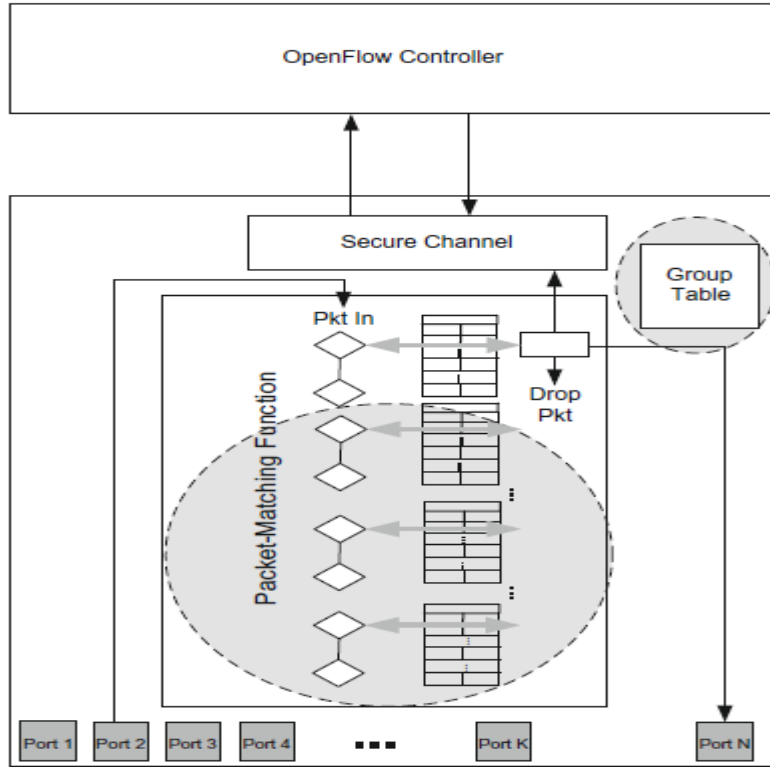 OpenFlow Controller
Secure Channel
Group
Table
Pkt In
Drop
Pkt
Packet-Matching Function
Port 1
Port 2
Port 3
Port 4
Port K
Port N